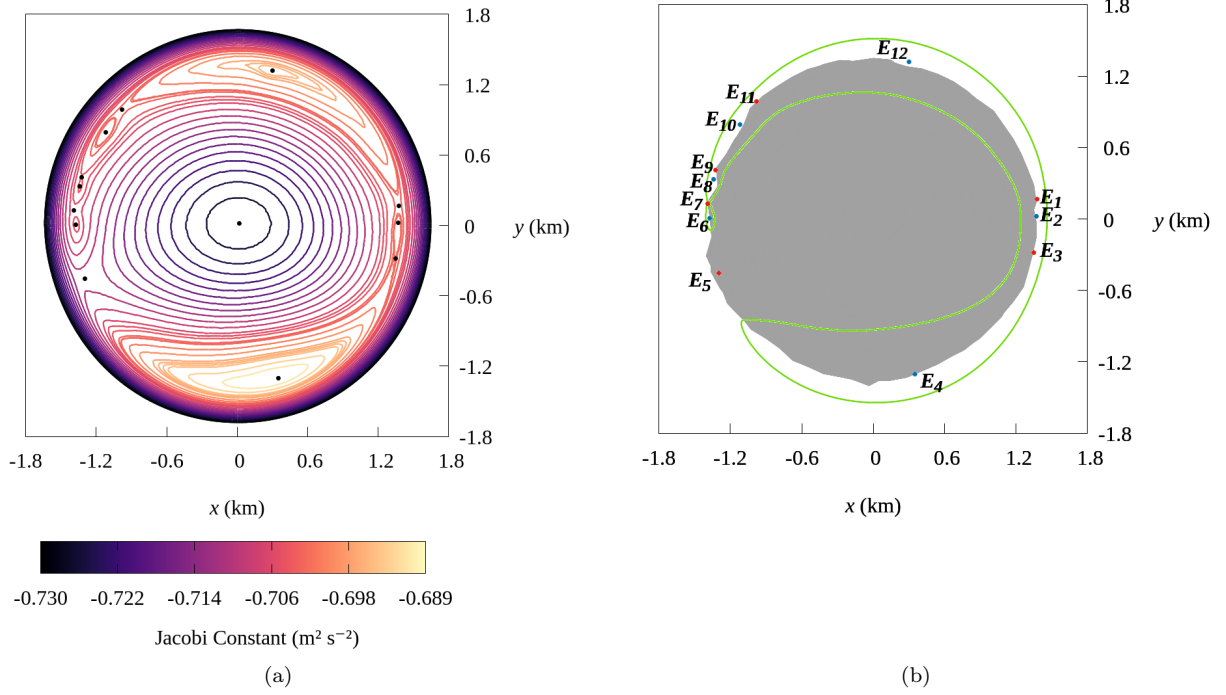 1.8
1.2
0.6
0
-0.6
-1.2
-1.8
y (km)
-1.8 -1.2 -0.6 0 0.6 1.2 1.8
x (km)
-0.730 -0.722 -0.714 -0.706 -0.698 -0.689
Jacobi Constant (m² s⁻²)
(a)
1.8
1.2
0.6
0
-0.6
-1.2
-1.8
y (km)
E12
E11
E10
E9
E8
E7
E6
E5
E1
E2
E3
E4
-1.8 -1.2 -0.6 0 0.6 1.2 1.8
x (km)
(b)